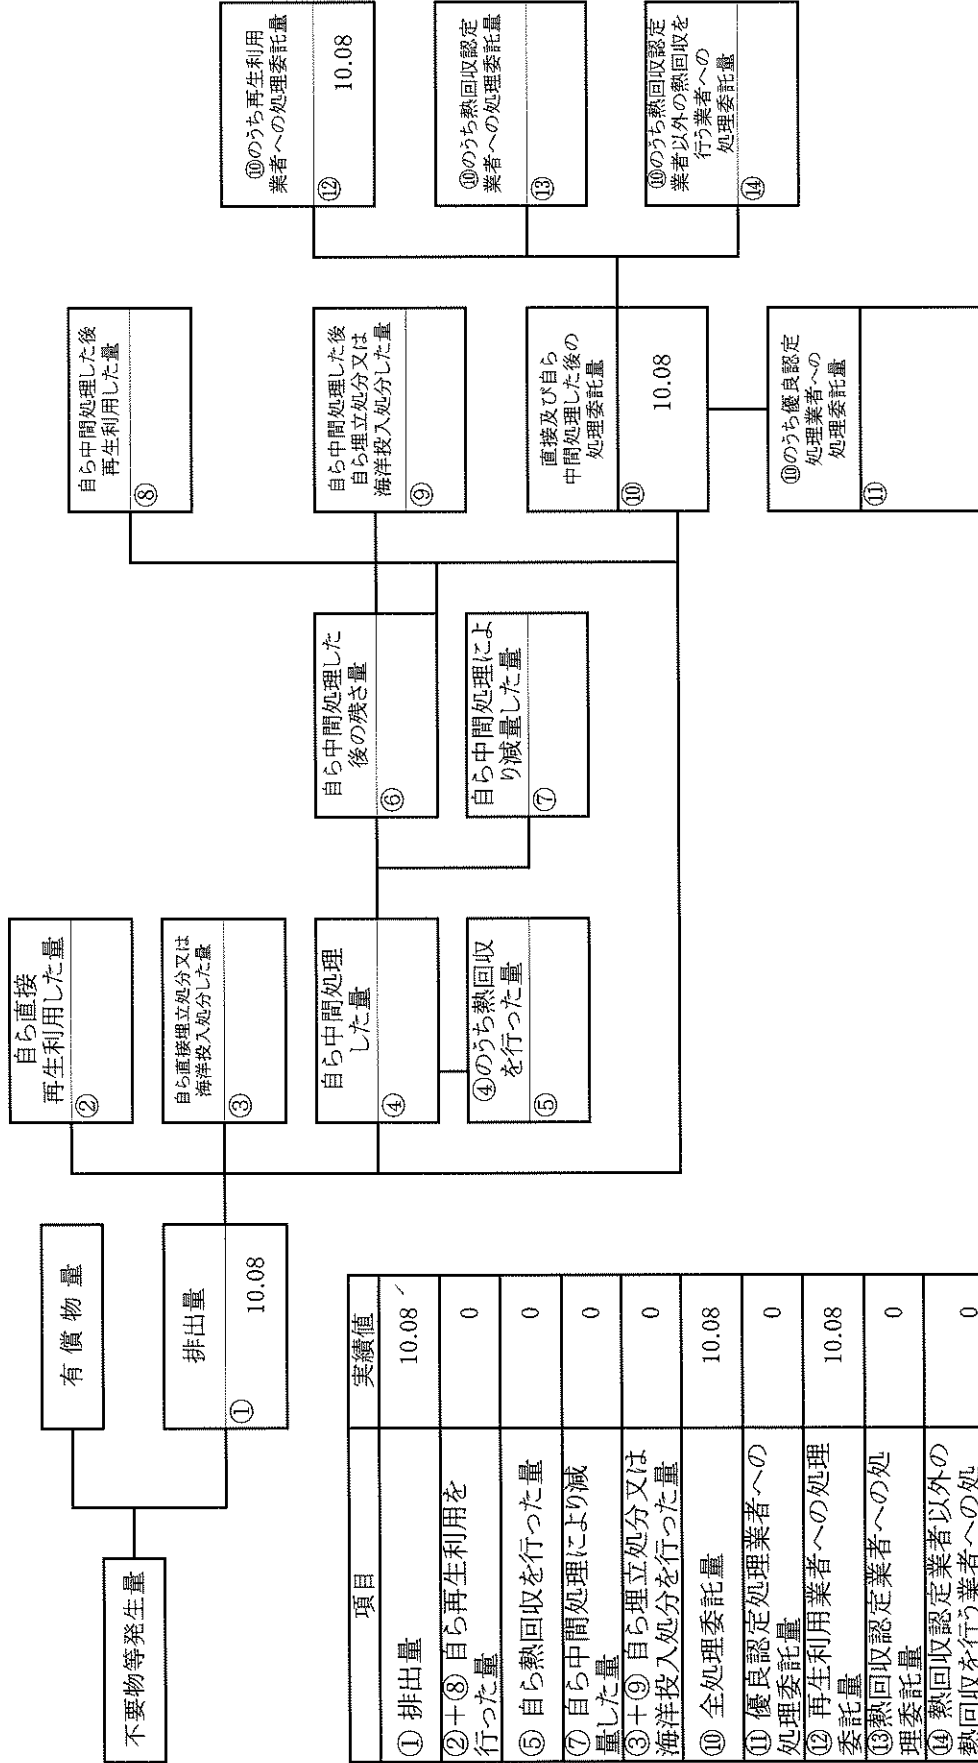 不要物等発生量
有償物量
排出量
①
10.08
自ら直接
再生利用した量
②
自ら直接埋立処分又は
海洋投入処分した量
③
自ら中間処理
した量
④
④のうち熱回収
を行った量
⑤
自ら中間処理した
後の残さ量
⑥
自ら中間処理によ
り減量した量
⑦
自ら中間処理した後
再生利用した量
⑧
自ら中間処理した後
自ら埋立処分又は
海洋投入処分した量
⑨
直接及び自ら
中間処理した後の
処理委託量
⑩
10.08
⑩のうち優良認定
処理業者への
処理委託量
⑪
⑩のうち再生利用
業者への処理委託量
⑫
10.08
⑩のうち熱回収認定
業者への処理委託量
⑬
⑩のうち熱回収認定
業者以外の熱回収を
行う業者への
処理委託量
⑭
項目 実績値
① 排出量 10.08
②+⑧ 自ら再生利用を
行った量 0
⑤ 自ら熱回収を行った量 0
⑦ 自ら中間処理により減
量した量 0
③+⑨ 自ら埋立処分又は
海洋投入処分を行った量 0
⑩ 全処理委託量 10.08
⑪ 優良認定処理業者への
処理委託量 0
⑫ 再生利用業者への処理
委託量 10.08
⑬熱回収認定業者への処
理委託量 0
⑭ 熱回収認定業者以外の
熱回収を行う業者への処 0